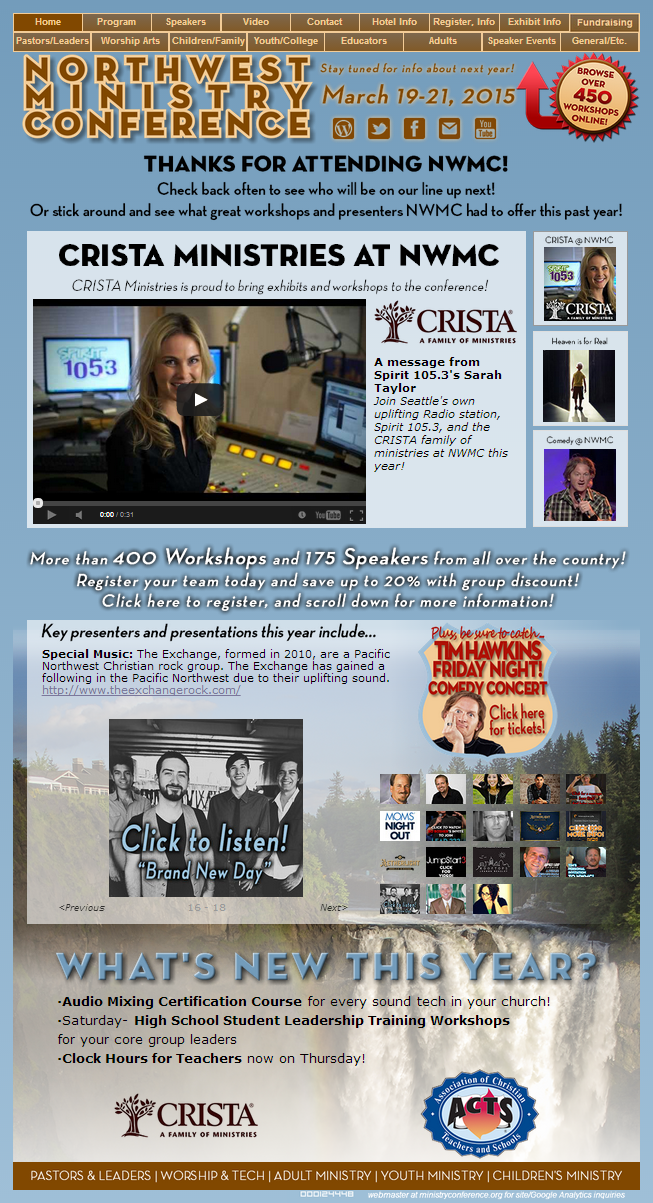 Home Program Speakers Video Contact Hotel Info Register, Info Exhibit Info Fundraising
Pastors/Leaders Worship Arts Children/Family Youth/College Educators Adults Speaker Events General/Etc.
NORTHWEST
MINISTRY
CONFERENCE
Stay tuned for info about next year!
March 19-21, 2015
You
Tube
BROWSE
OVER
450
WORKSHOPS
ONLINE!
THANKS FOR ATTENDING NWMC!
Check back often to see who will be on our line up next!
Or stick around and see what great workshops and presenters NWMC had to offer this past year!
CRISTA MINISTRIES AT NWMC
CRISTA Ministries is proud to bring exhibits and workshops to the conference!
SPIRIT
105.3
0:00 / 0:31
YouTube
CRISTA
A FAMILY OF MINISTRIES
A message from
Spirit 105.3's Sarah
Taylor
Join Seattle's own
uplifting Radio station,
Spirit 105.3, and the
CRISTA family of
ministries at NWMC this
year!
CRISTA @ NWMC
SPIRIT
105.3
CRISTA
A FAMILY OF MINISTRIES
Heaven is for Real
Comedy @ NWMC
More than 400 Workshops and 175 Speakers from all over the country!
Register your team today and save up to 20% with group discount!
Click here to register, and scroll down for more information!
Key presenters and presentations this year include...
Special Music: The Exchange, formed in 2010, are a Pacific
Northwest Christian rock group. The Exchange has gained a
following in the Pacific Northwest due to their uplifting sound.
http://www.theexchangerock.com/
Plus, be sure to catch...
TIM HAWKINS
FRIDAY NIGHT!
COMEDY CONCERT
Click here
for tickets!
Click to listen!
"Brand New Day"
<Previous 16 - 18 Next>
MOMS'
NIGHT
OUT
JUMPSTART3
CLICK
FOR
VIDEO!
WHAT'S NEW THIS YEAR?
·Audio Mixing Certification Course for every sound tech in your church!
·Saturday- High School Student Leadership Training Workshops
for your core group leaders
·Clock Hours for Teachers now on Thursday!
CRISTA
A FAMILY OF MINISTRIES
Association of Christian
ACTS
Teachers and Schools
PASTORS & LEADERS | WORSHIP & TECH | ADULT MINISTRY | YOUTH MINISTRY | CHILDREN'S MINISTRY
000124448 webmaster at ministryconference.org for site/Google Analytics inquiries